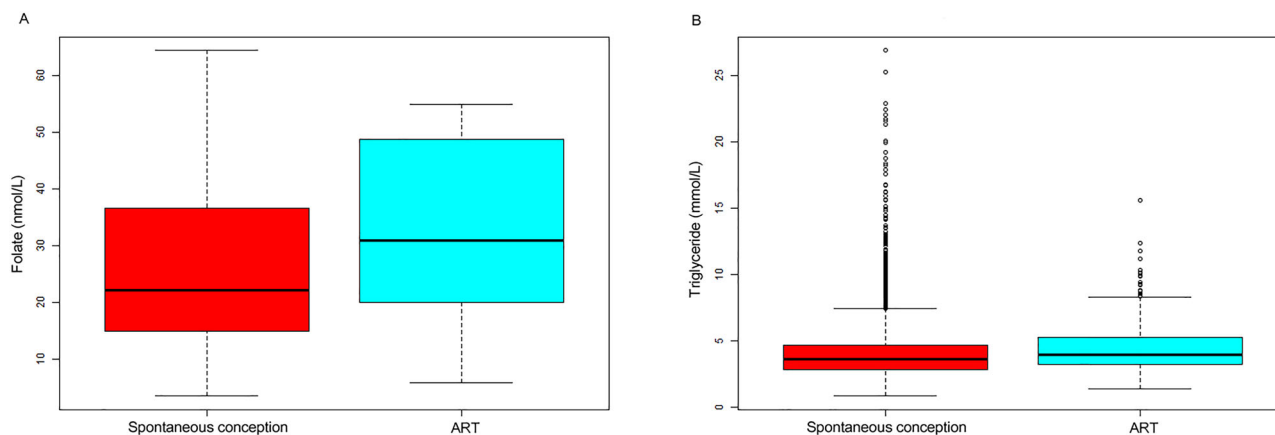 A
Folate (nmol/L)
60
50
40
30
20
10
Spontaneous conception
ART
B
Triglyceride (mmol/L)
25
20
15
10
5
0
Spontaneous conception
ART